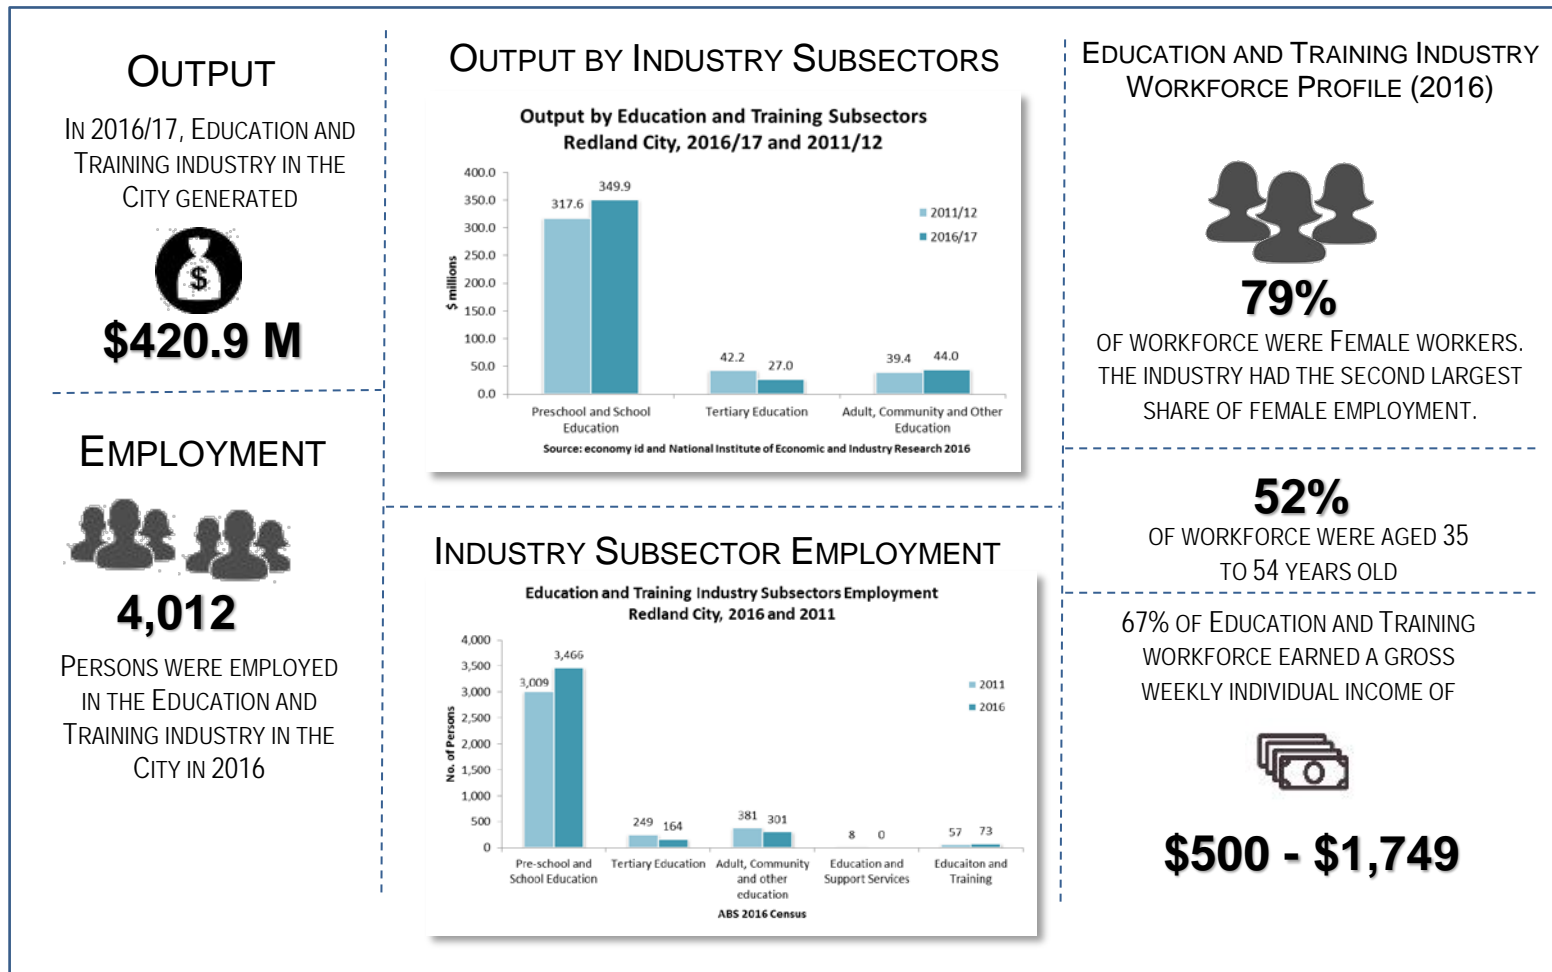 OUTPUT
IN 2016/17, EDUCATION AND
TRAINING INDUSTRY IN THE
CITY GENERATED
$
$420.9 M
EMPLOYMENT
4,012
PERSONS WERE EMPLOYED
IN THE EDUCATION AND
TRAINING INDUSTRY IN THE
CITY IN 2016
OUTPUT BY INDUSTRY SUBSECTORS
Output by Education and Training Subsectors
Redland City, 2016/17 and 2011/12
$ millions
400.0
350.0
300.0
250.0
200.0
150.0
100.0
50.0
0.0
317.6
349.9
42.2
27.0
39.4
44.0
2011/12
2016/17
Preschool and School
Education
Tertiary Education
Adult, Community and Other
Education
Source: economy id and National Institute of Economic and Industry Research 2016
INDUSTRY SUBSECTOR EMPLOYMENT
Education and Training Industry Subsectors Employment
Redland City, 2016 and 2011
No. of Persons
4,000
3,500
3,000
2,500
2,000
1,500
1,000
500
0
3,009
3,466
249
164
381
301
8
0
57
73
2011
2016
Pre-school and
School Education
Tertiary Education
Adult, Community
and other
education
Education and
Support Services
Educaiton and
Training
ABS 2016 Census
EDUCATION AND TRAINING INDUSTRY
WORKFORCE PROFILE (2016)
79%
OF WORKFORCE WERE FEMALE WORKERS.
THE INDUSTRY HAD THE SECOND LARGEST
SHARE OF FEMALE EMPLOYMENT.
52%
OF WORKFORCE WERE AGED 35
TO 54 YEARS OLD
67% OF EDUCATION AND TRAINING
WORKFORCE EARNED A GROSS
WEEKLY INDIVIDUAL INCOME OF
$500 - $1,749